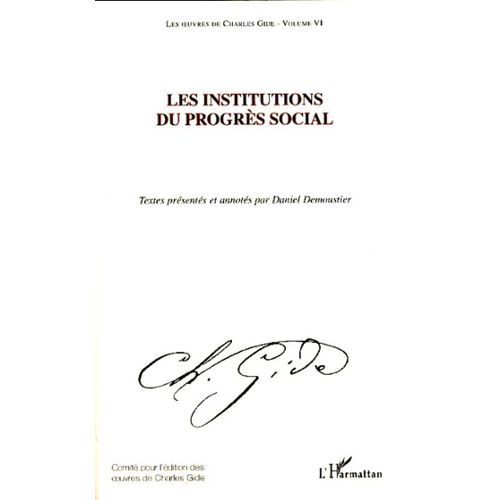 LES ŒUVRES DE CHARLES GIDE - VOLUME VI
LES INSTITUTIONS
DU PROGRÈS SOCIAL
Textes présentés et annotés par Daniel Demoustier
Ch. Gide
Comité pour l'édition des
œuvres de Charles Gide
L'Harmattan